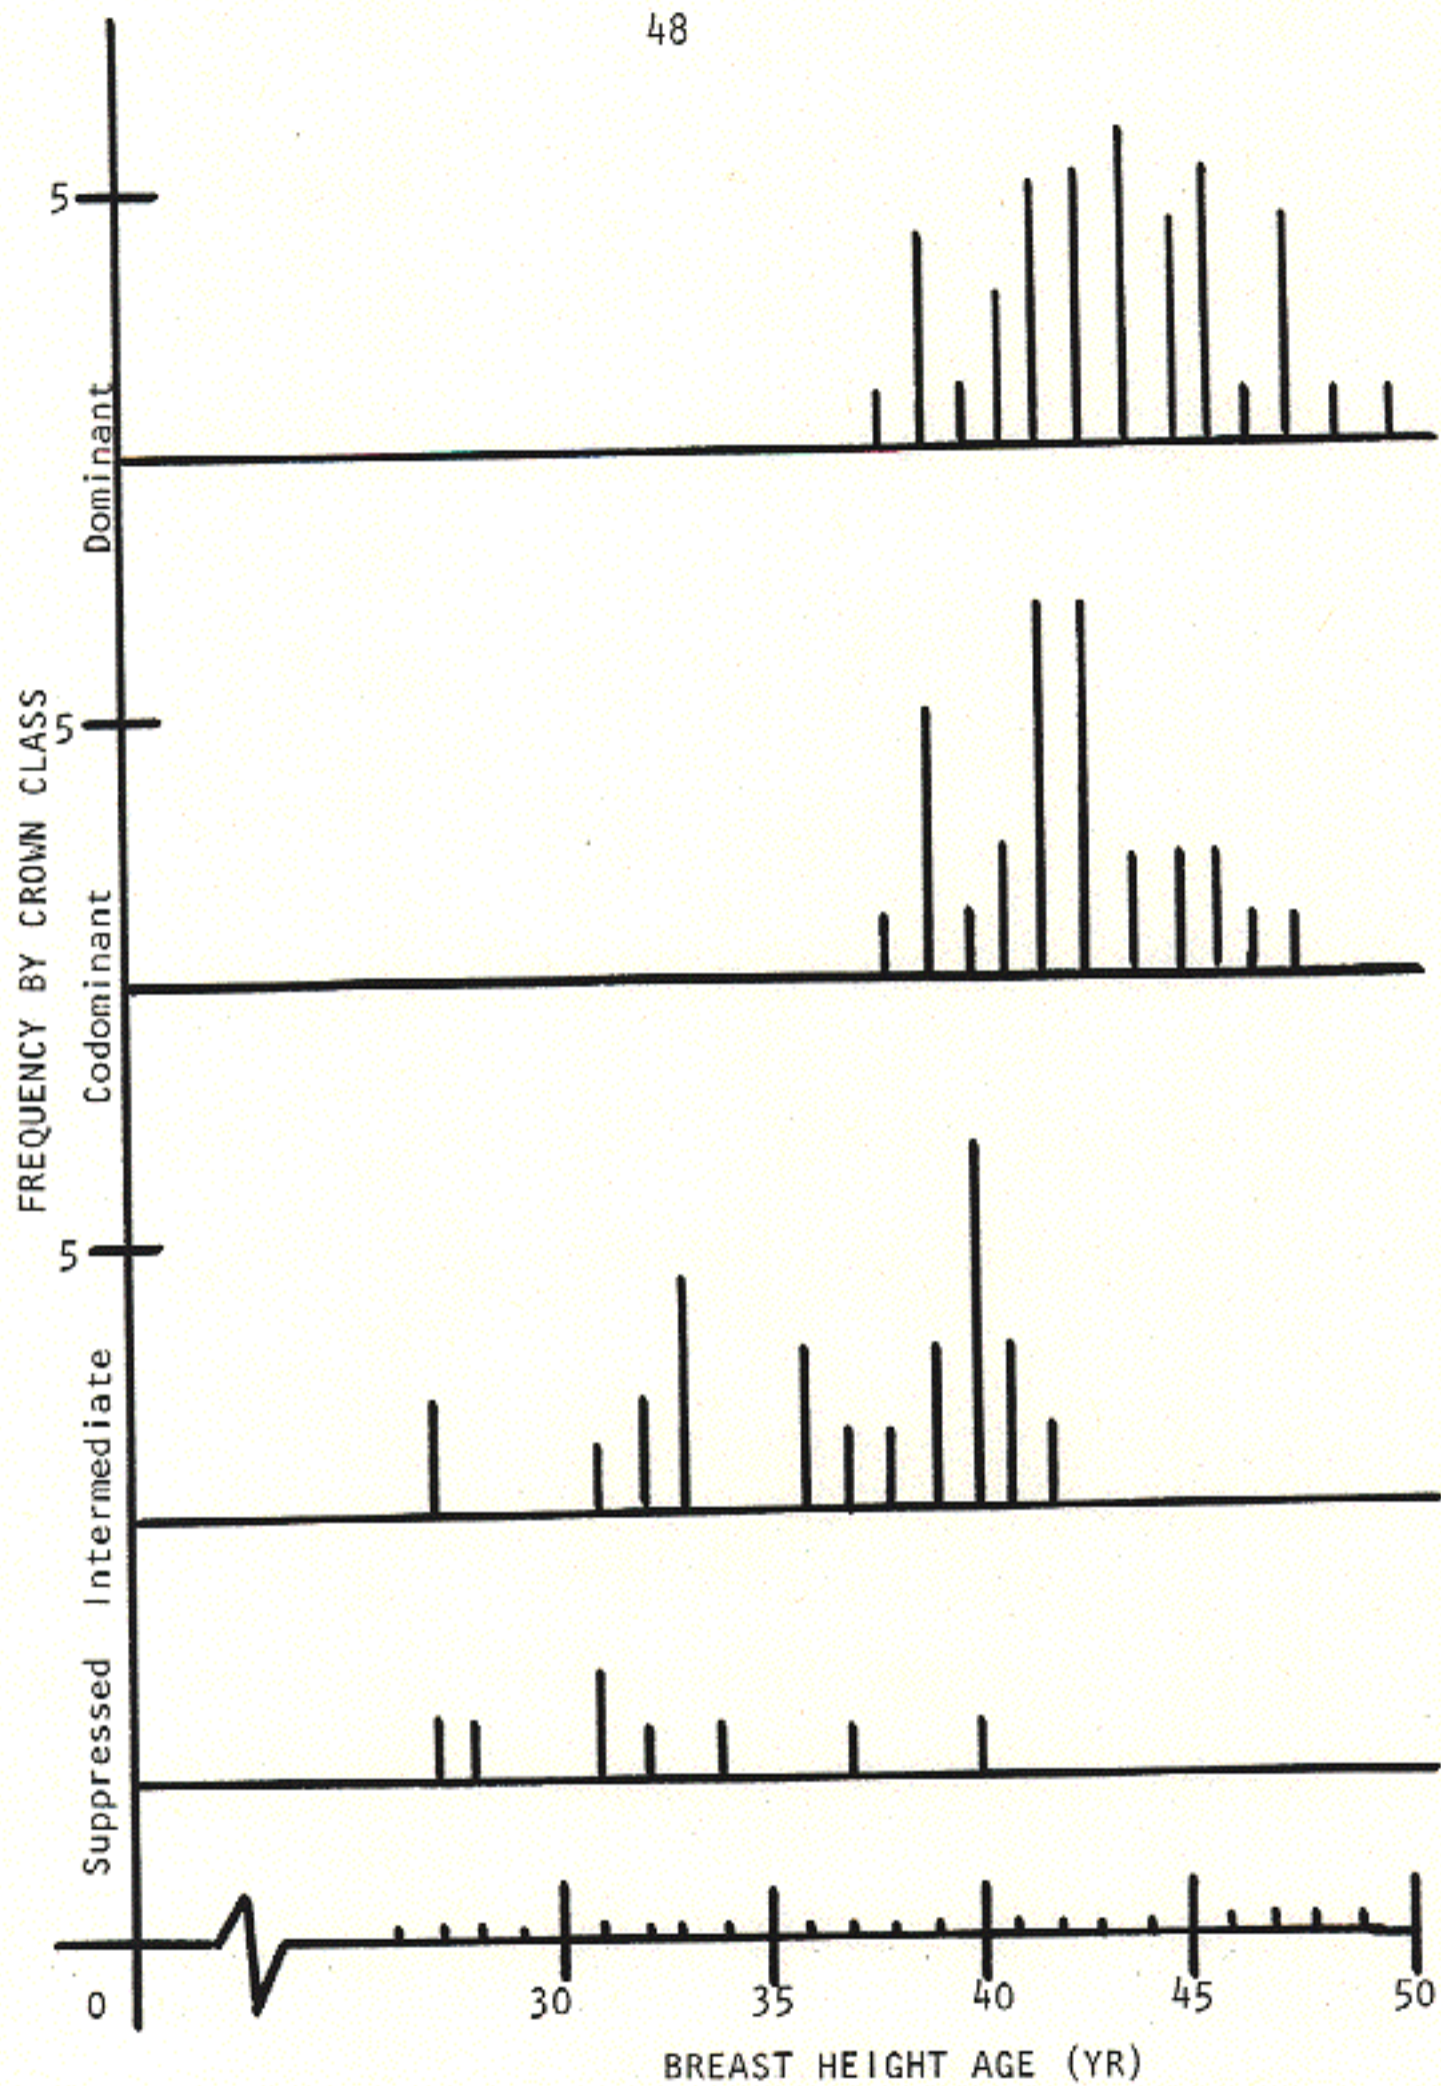 48
5
Dominant
5
Codominant
FREQUENCY BY CROWN CLASS
5
Intermediate
Suppressed
0
30
35
40
45
50
BREAST HEIGHT AGE (YR)